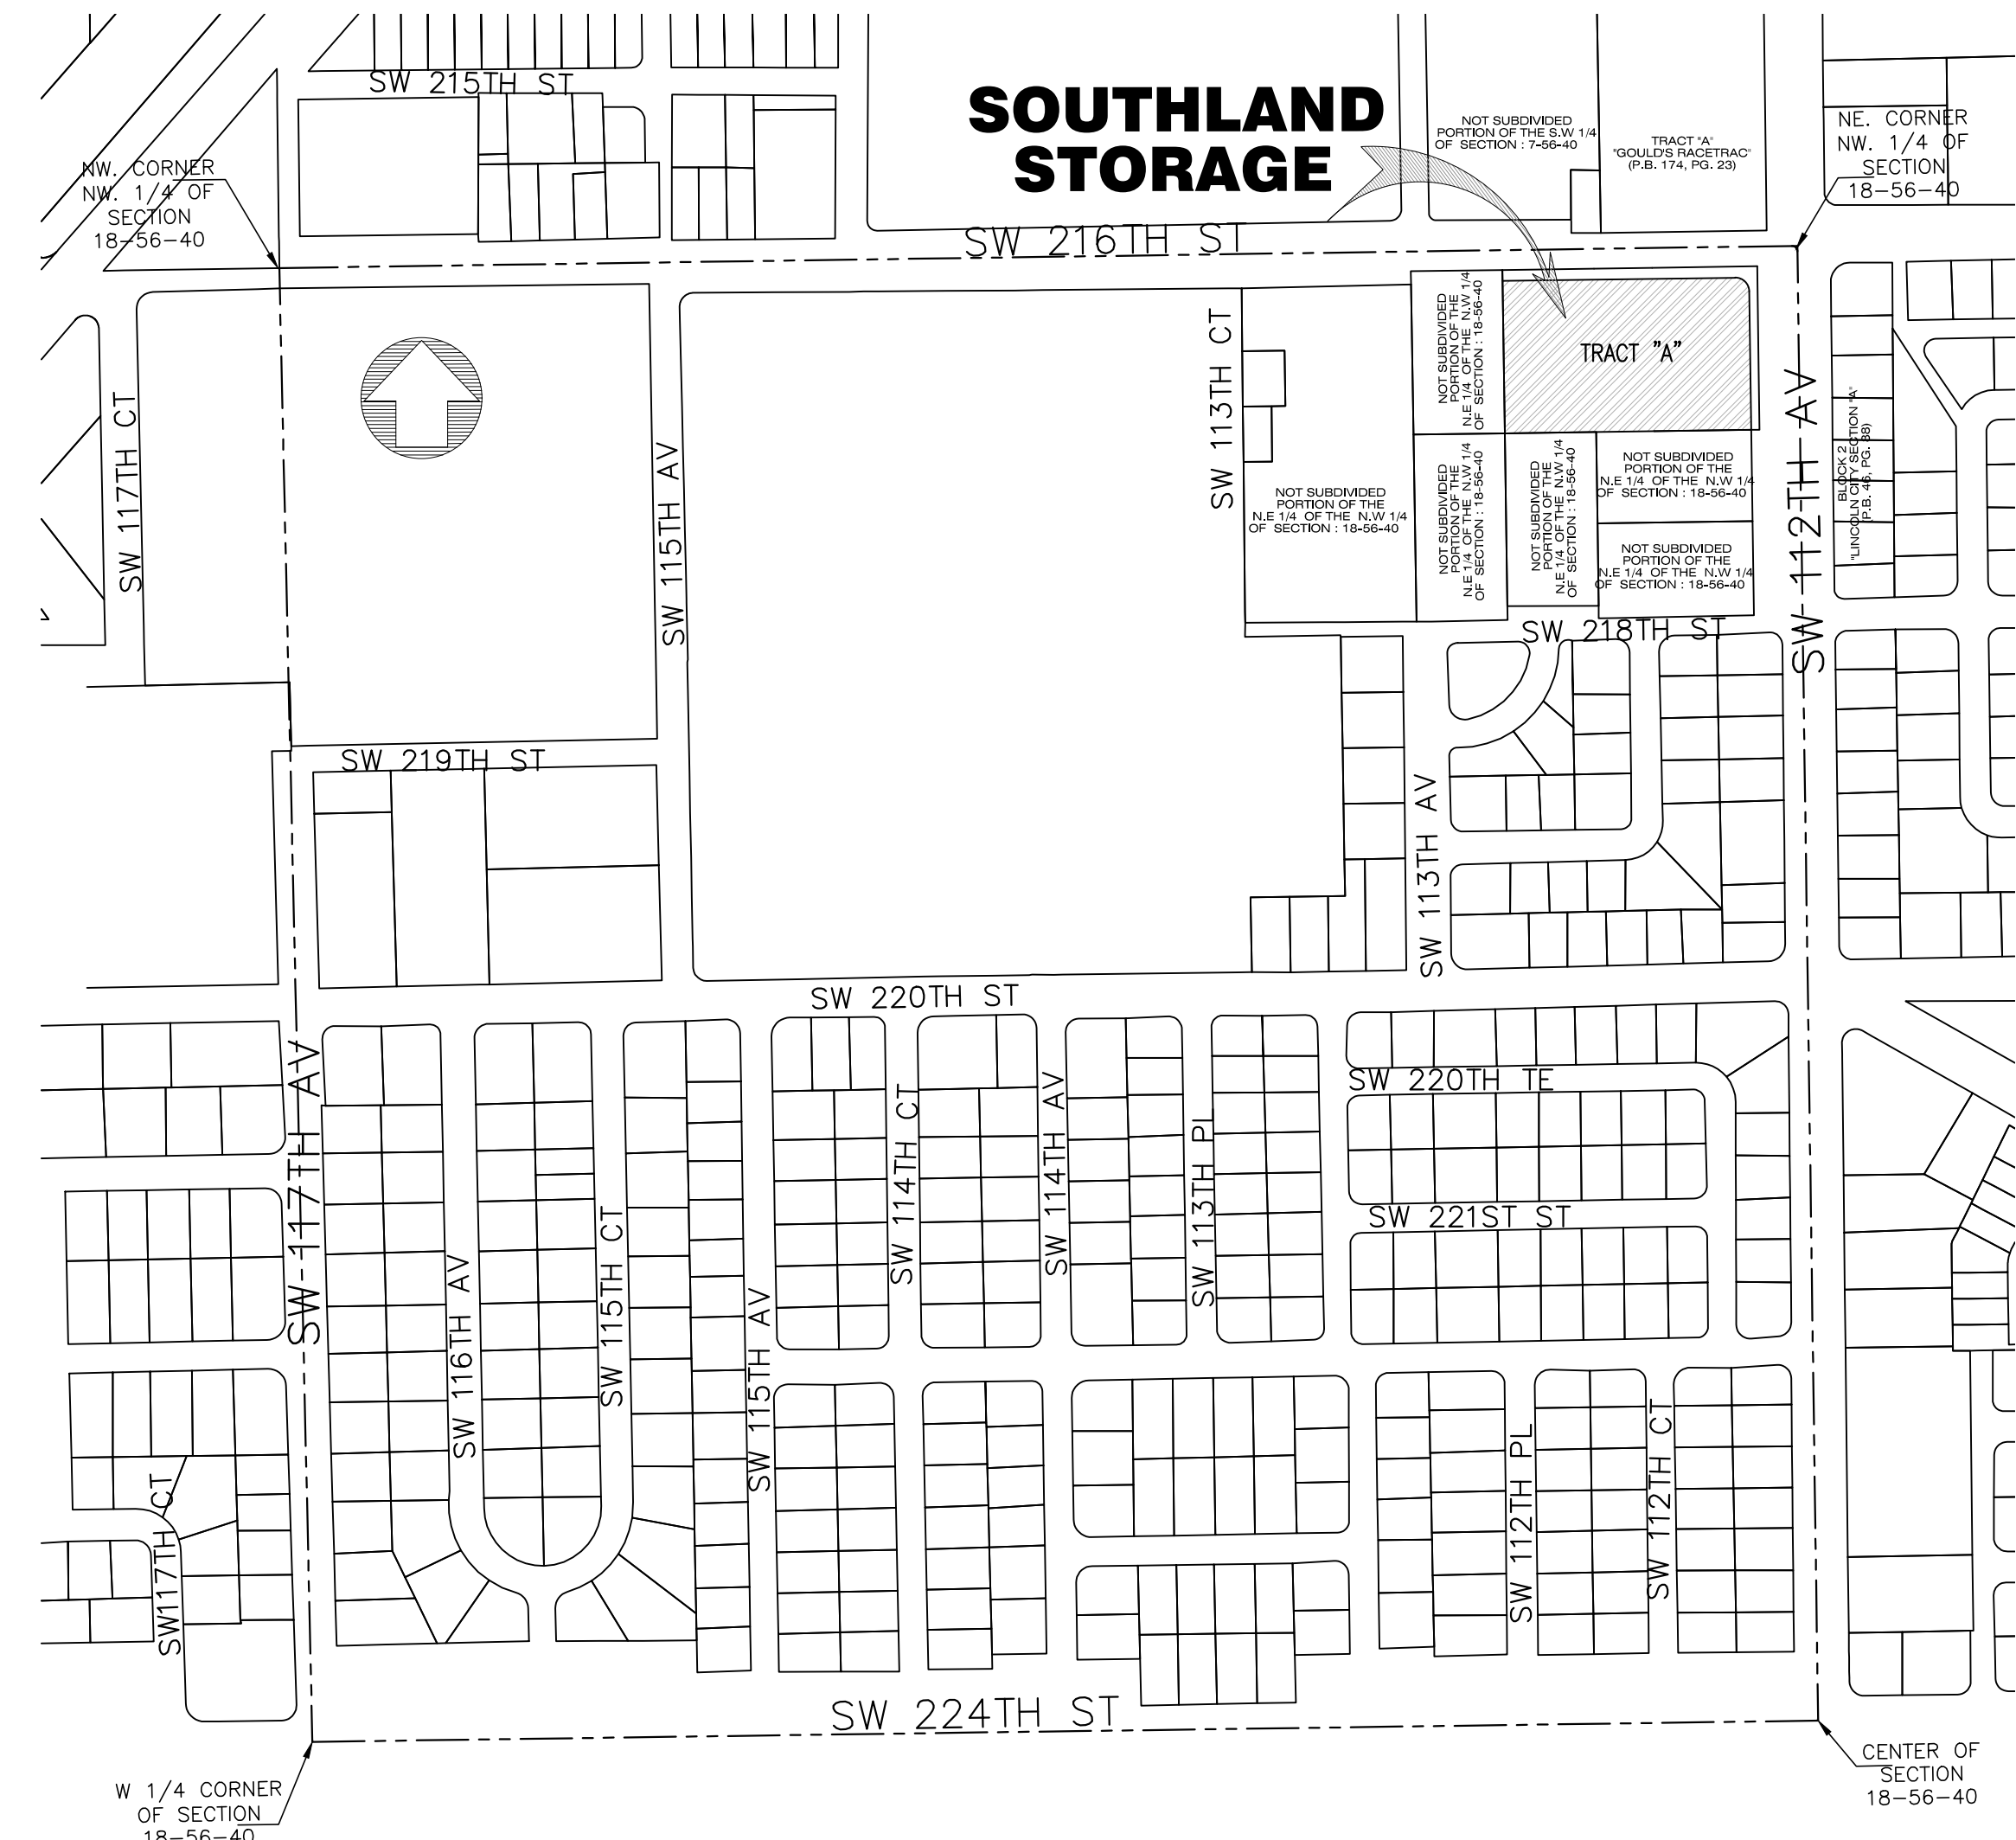 SW 215TH ST
SOUTHLAND
STORAGE
NOT SUBDIVIDED
PORTION OF THE S.W 1/4
OF SECTION : 7-56-40
TRACT "A"
"GOULD'S RACETRAC"
(P.B. 174, PG. 23)
NE. CORNER
NW. 1/4 OF
SECTION
18-56-40
NW. CORNER
NW. 1/4 OF
SECTION
18-56-40
SW 216TH ST
SW 117TH CT
SW 115TH AV
SW 113TH CT
NOT SUBDIVIDED
PORTION OF THE
N.E 1/4 OF THE N.W 1/4
OF SECTION : 18-56-40
TRACT "A"
SW 112TH AV
BLOCK 2
"LINCOLN CITY SECTION "A"
(P.B. 46, PG. 88)
NOT SUBDIVIDED
PORTION OF THE
N.E 1/4 OF THE N.W 1/4
OF SECTION : 18-56-40
NOT SUBDIVIDED
PORTION OF THE
N.E 1/4 OF THE N.W 1/4
OF SECTION : 18-56-40
NOT SUBDIVIDED
PORTION OF THE
N.E 1/4 OF THE N.W 1/4
OF SECTION : 18-56-40
NOT SUBDIVIDED
PORTION OF THE
N.E 1/4 OF THE N.W 1/4
OF SECTION : 18-56-40
NOT SUBDIVIDED
PORTION OF THE
N.E 1/4 OF THE N.W 1/4
OF SECTION : 18-56-40
SW 218TH ST
SW 219TH ST
SW 113TH AV
SW 220TH ST
SW 117TH AV
SW 220TH TE
SW 114TH CT
SW 114TH AV
SW 113TH PL
SW 221ST ST
SW 116TH AV
SW 115TH CT
SW 115TH AV
SW 112TH PL
SW 112TH CT
SW117TH CT
SW 224TH ST
W 1/4 CORNER
OF SECTION
18-56-40
CENTER OF
SECTION
18-56-40